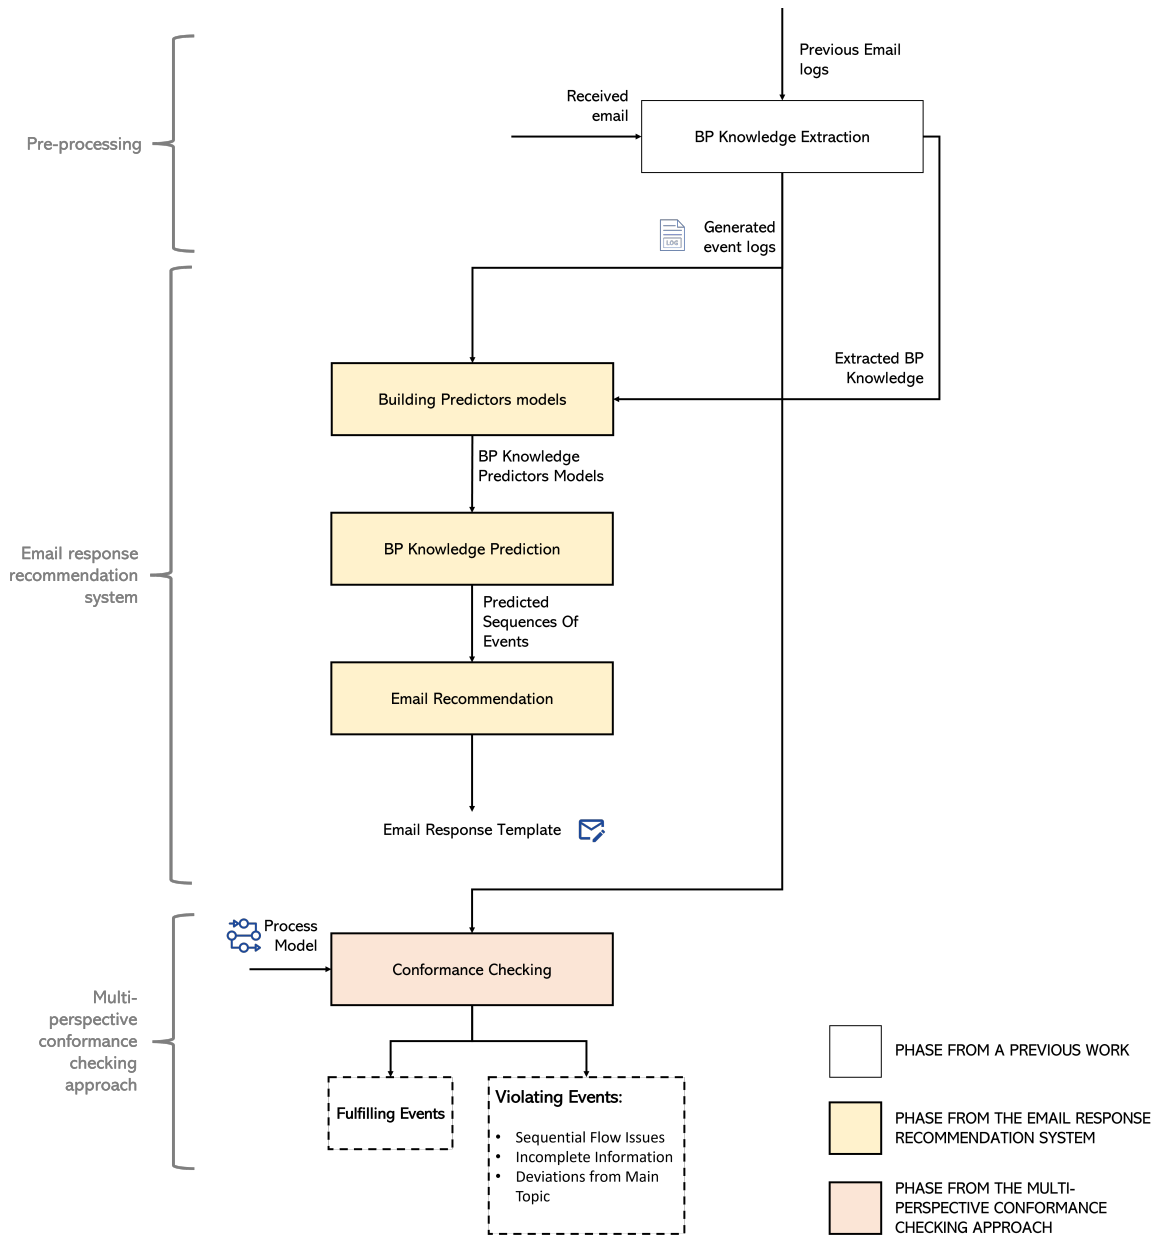 Previous Email
logs
Received
email
BP Knowledge Extraction
Pre-processing
LOG
Generated
event logs
Extracted BP
Knowledge
Building Predictors models
BP Knowledge
Predictors Models
BP Knowledge Prediction
Email response
recommendation
system
Predicted
Sequences Of
Events
Email Recommendation
Email Response Template
Process
Model
Conformance Checking
Multi-
perspective
conformance
checking
approach
Fulfilling Events
Violating Events:
• Sequential Flow Issues
• Incomplete Information
• Deviations from Main
Topic
PHASE FROM A PREVIOUS WORK
PHASE FROM THE EMAIL RESPONSE
RECOMMENDATION SYSTEM
PHASE FROM THE MULTI-
PERSPECTIVE CONFORMANCE
CHECKING APPROACH